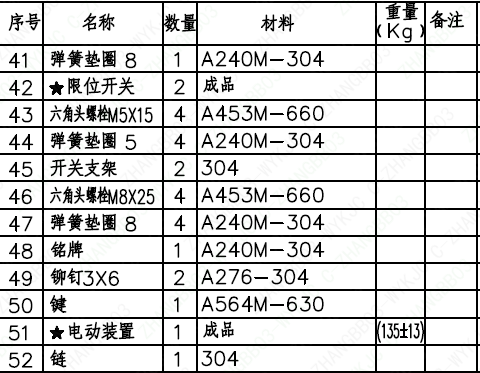 序号 名称 数量 材料 重量(Kg) 备注
41 弹簧垫圈 8 1 A240M-304
42 ★限位开关 2 成品
43 六角头螺栓M5X15 4 A453M-660
44 弹簧垫圈 5 4 A240M-304
45 开关支架 2 304
46 六角头螺栓M8X25 4 A453M-660
47 弹簧垫圈 8 4 A240M-304
48 铭牌 1 A240M-304
49 铆钉3X6 2 A276-304
50 键 1 A564M-630
51 ★电动装置 1 成品 (135±13)
52 链 1 304